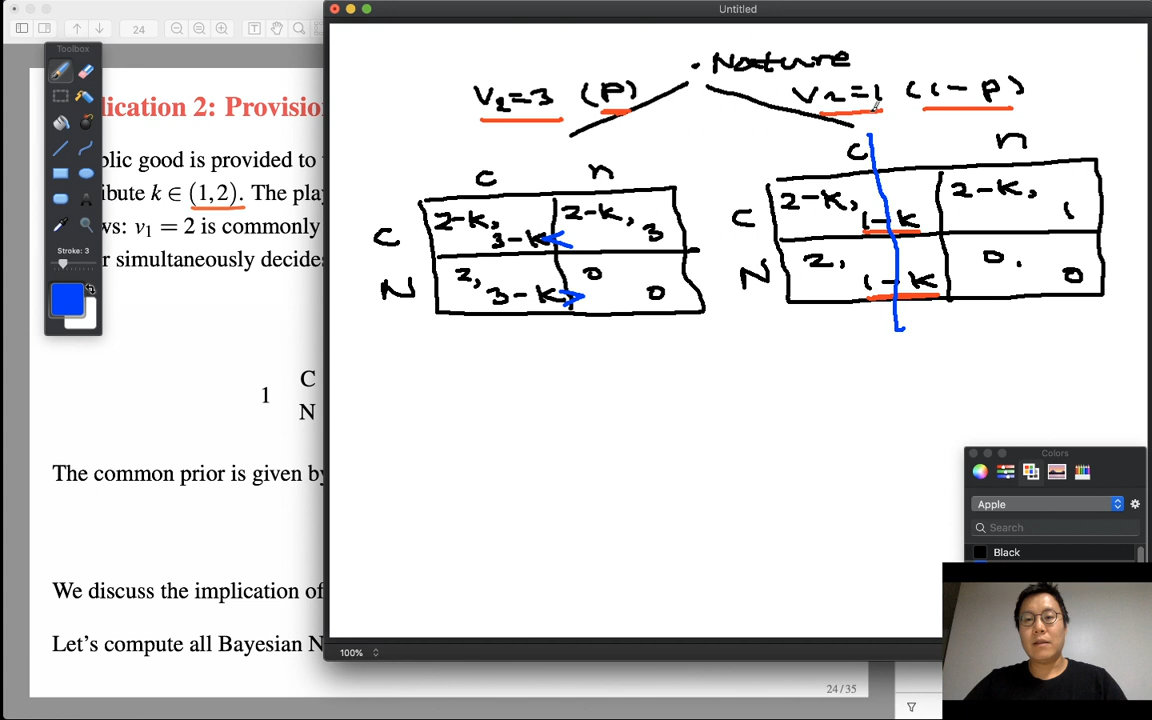 Untitled
24
Toolbox
Stroke: 3
lication 2: Provision
blic good is provided to
ibute k ∈ (1,2). The pla
vs: v₁ = 2 is commonly
r simultaneously decides
1
C
N
The common prior is given by
We discuss the implication of
Let's compute all Bayesian N
24/35
. Nature
V₂=3 (p)
V₂=1 (1-p)
c n
C 2-k, 3-k 2-k, 3
N 2, 3-k 0 0
c n
C 2-k, 1-k 2-k, 1
N 2, 1-k 0. 0
100%
Colors
Apple
Search
Black